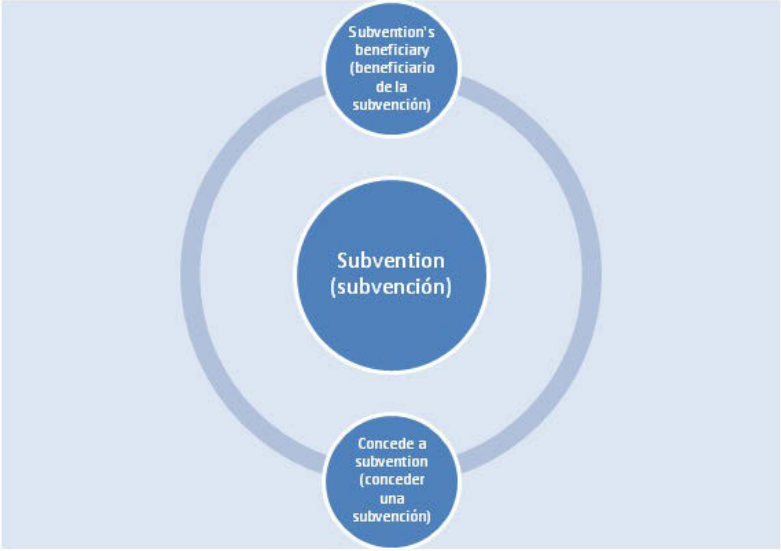 Subvention's
beneficiary
(beneficiario
de la
subvención)
Subvention
(subvención)
Concede a
subvention
(conceder
una
subvención)